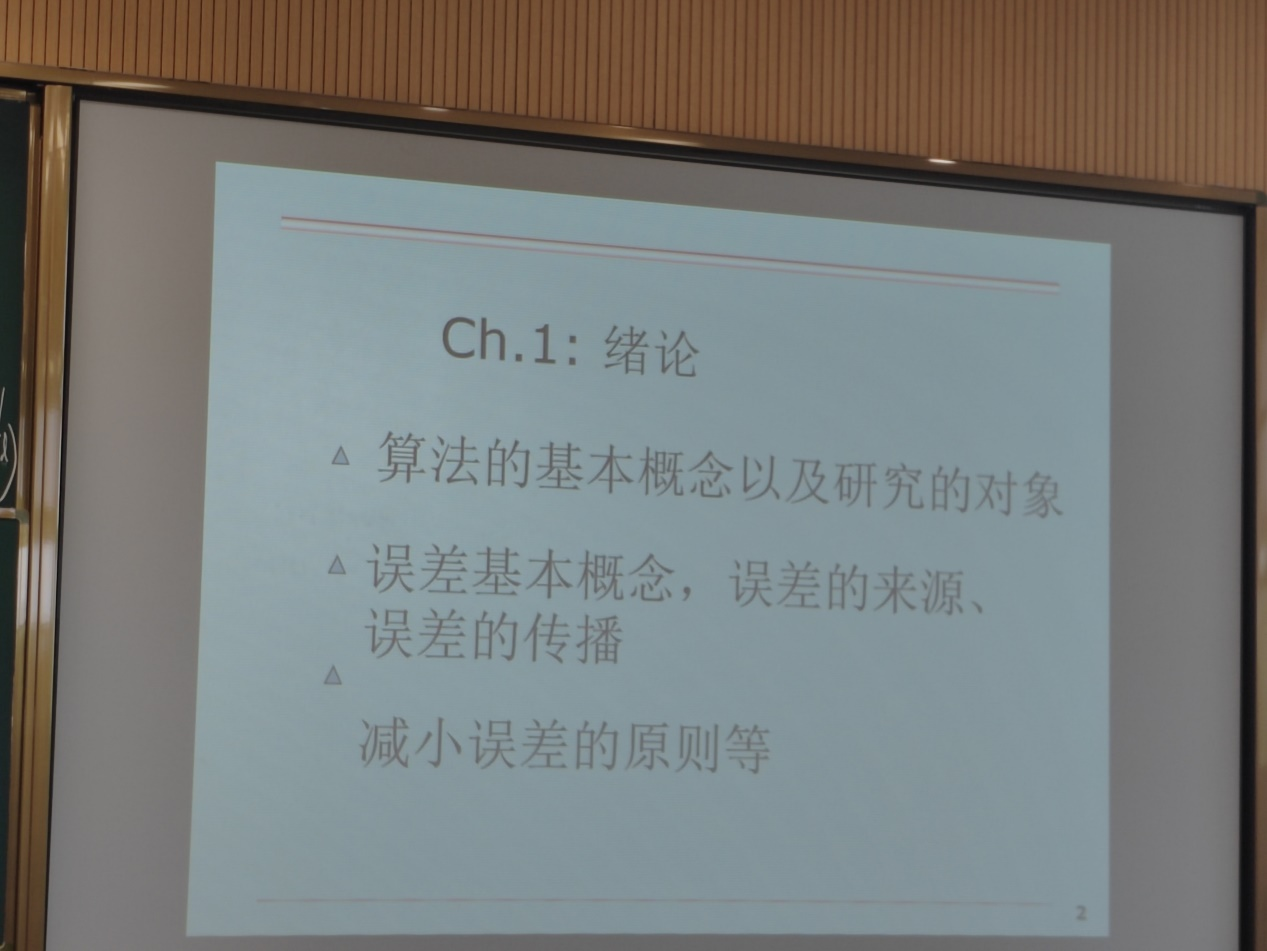 Ch.1: 绪论
算法的基本概念以及研究的对象
误差基本概念，误差的来源、
误差的传播
减小误差的原则等
2